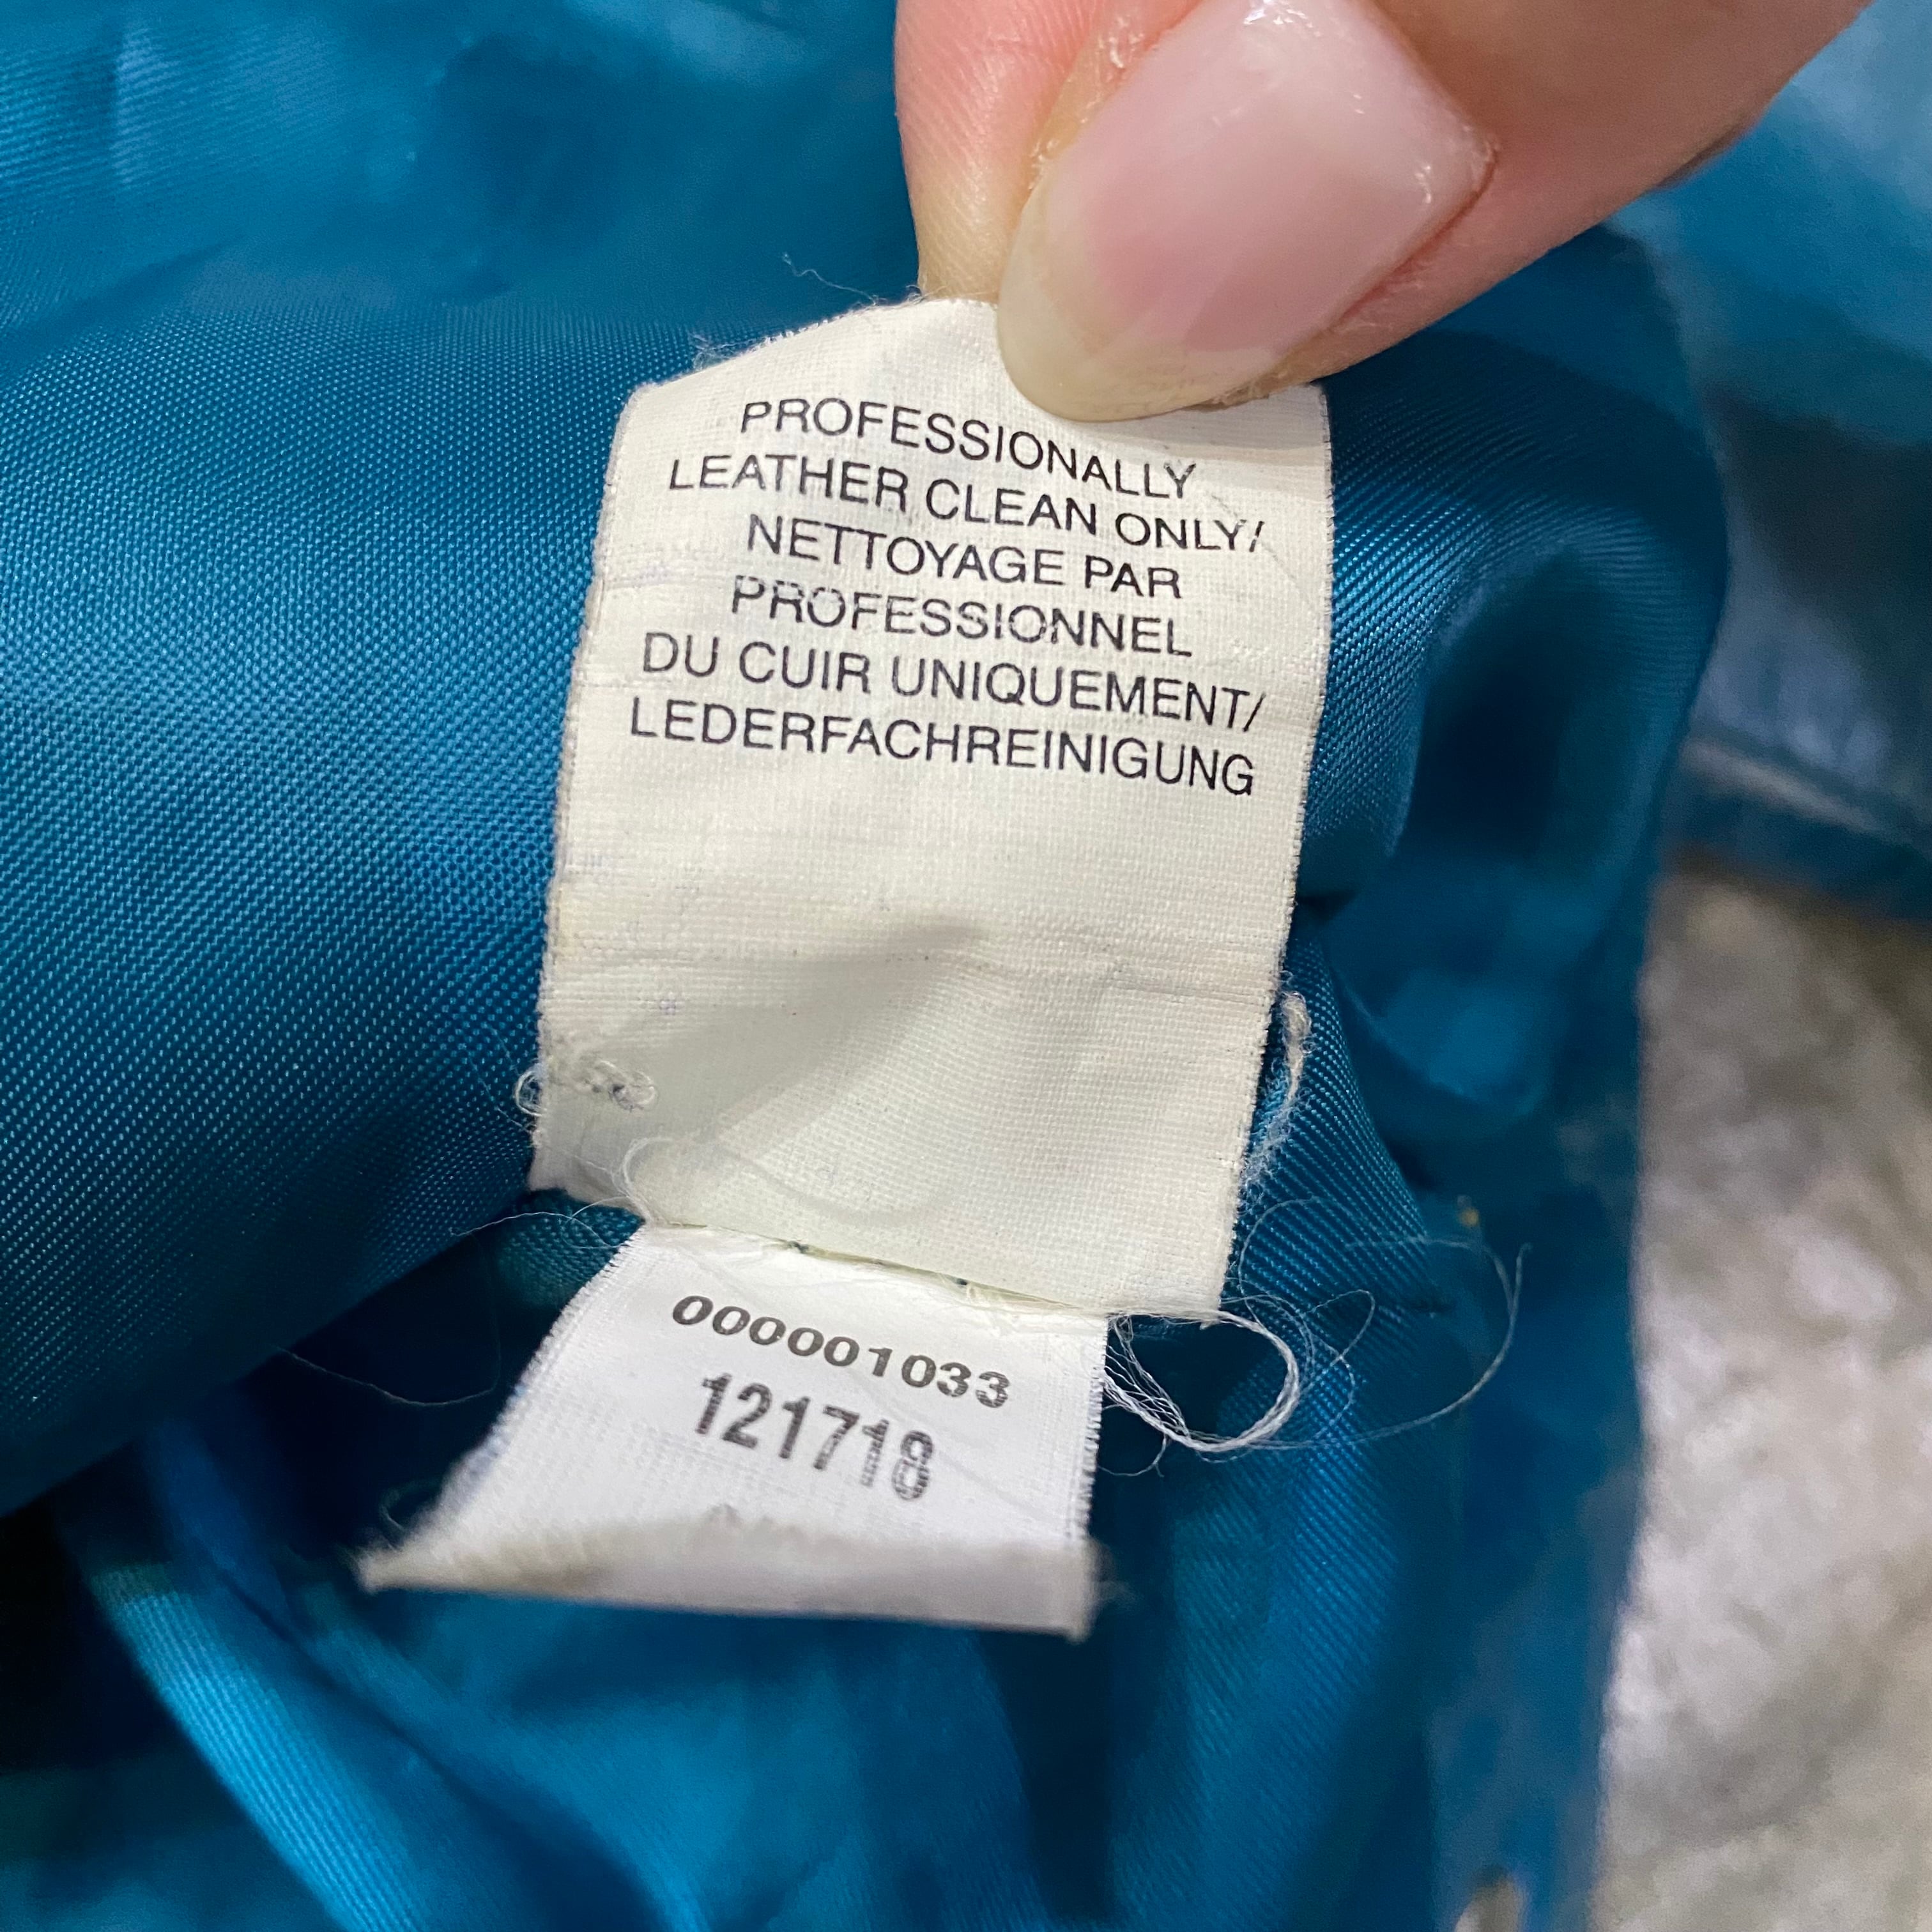 PROFESSIONALLY
LEATHER CLEAN ONLY/
NETTOYAGE PAR
PROFESSIONNEL
DU CUIR UNIQUEMENT/
LEDERFACHREINIGUNG
000001033
121718